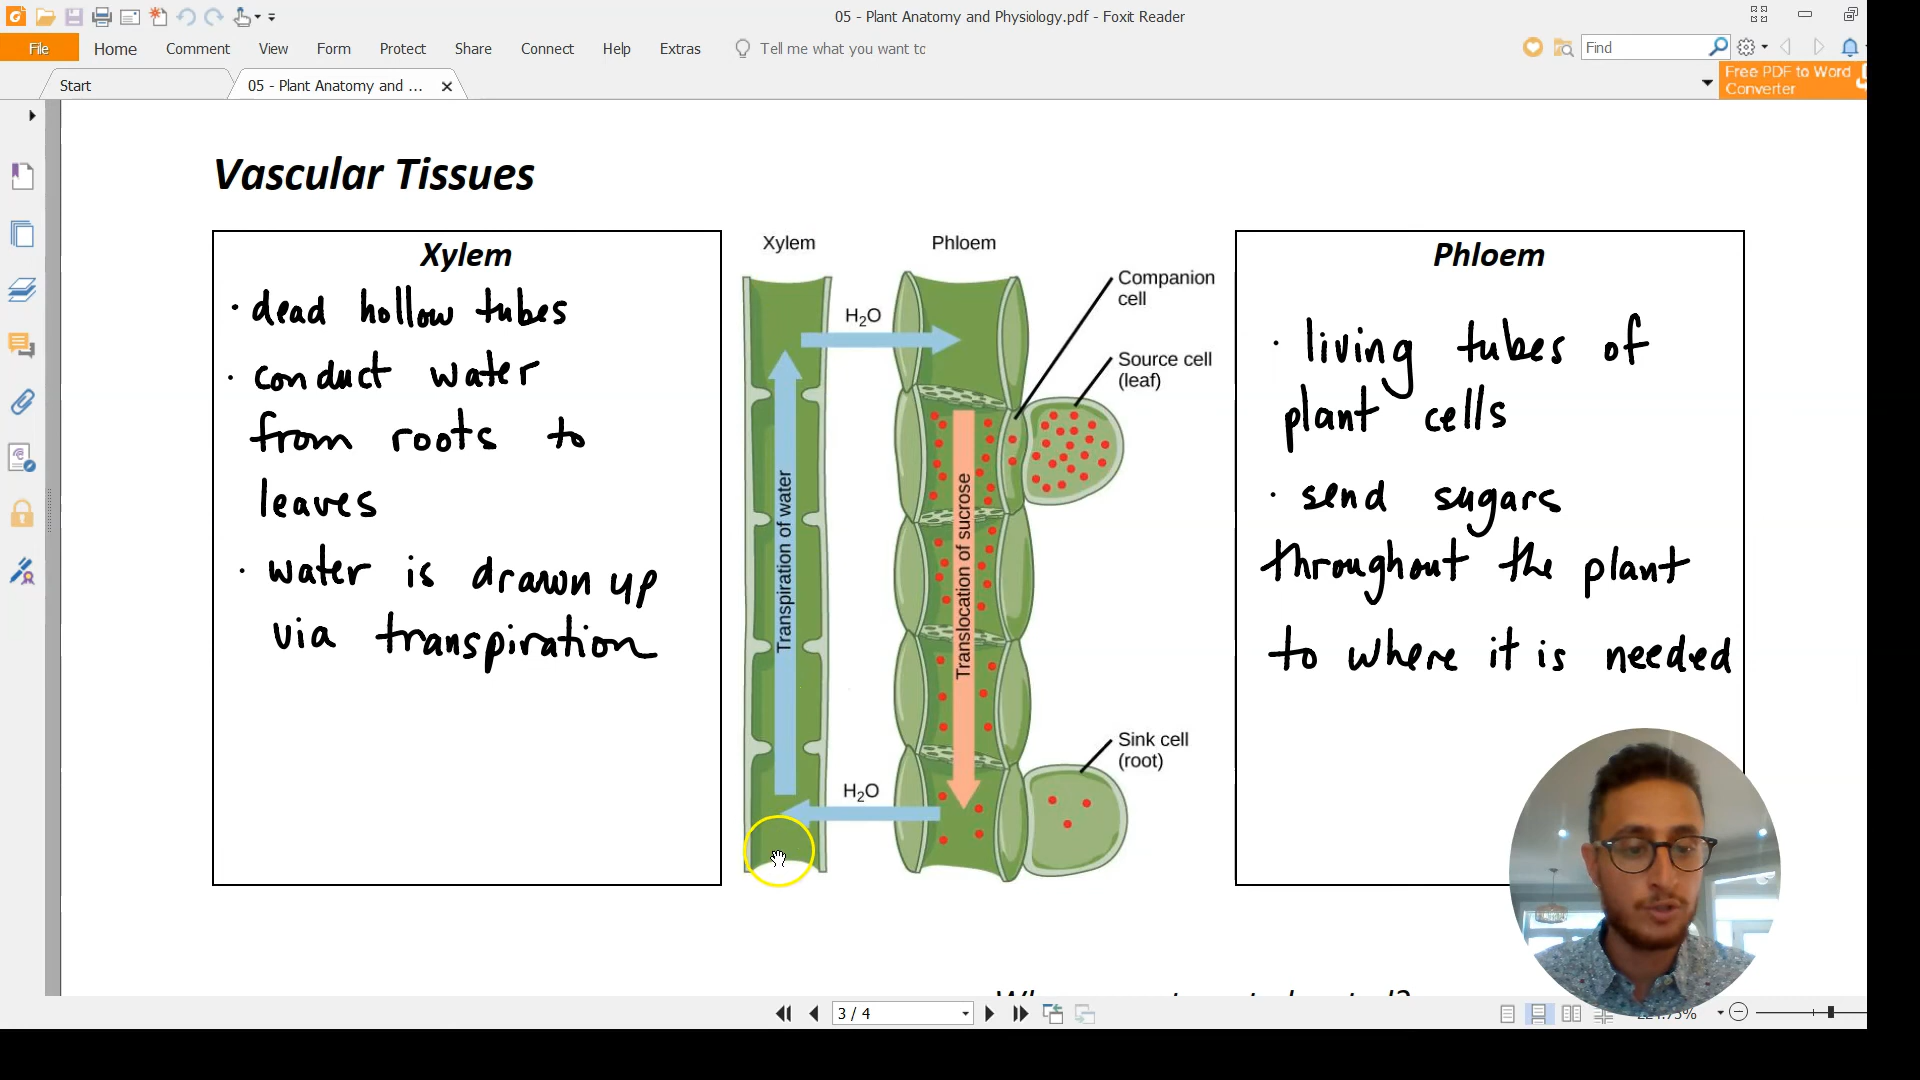 05 - Plant Anatomy and Physiology.pdf - Foxit Reader
File Home Comment View Form Protect Share Connect Help Extras Tell me what you want to Find
Start 05 - Plant Anatomy and ... Free PDF to Word
Converter
Vascular Tissues
Xylem
· dead hollow tubes
· conduct water
from roots to
leaves
· water is drawn up
via transpiration
Xylem Phloem
H2O
Companion
cell
Source cell
(leaf)
Transpiration of water
Translocation of sucrose
Sink cell
(root)
H2O
Phloem
· living tubes of
plant cells
· send sugars
throughout the plant
to where it is needed
3 / 4